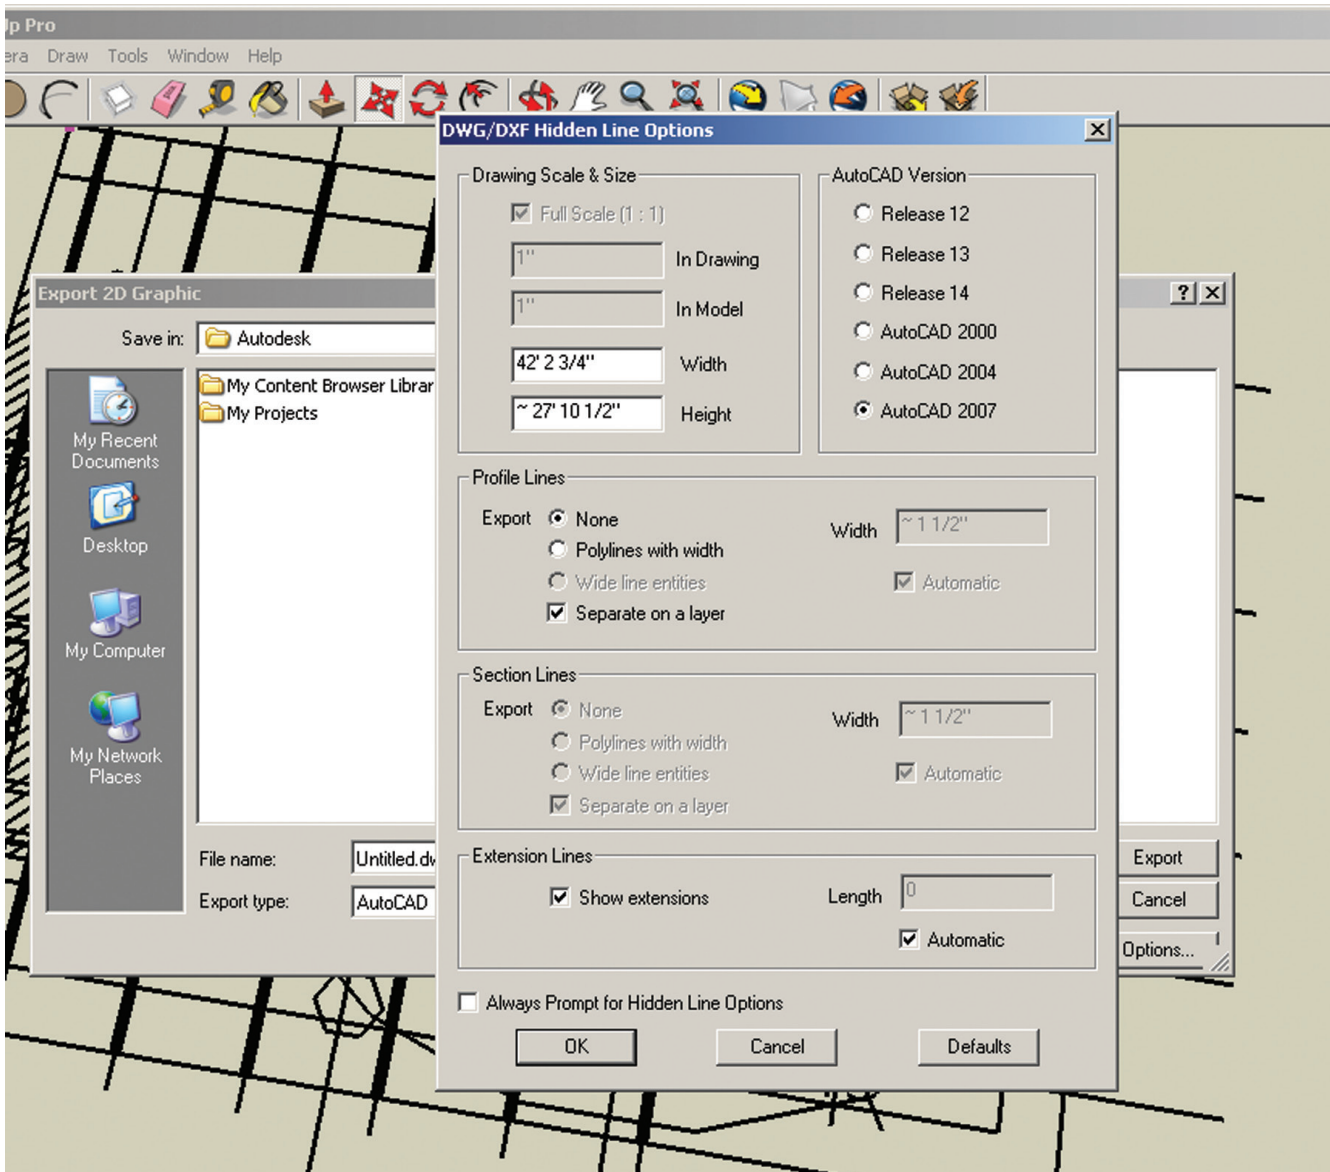 Up Pro
era Draw Tools Window Help
DWG/DXF Hidden Line Options
Drawing Scale & Size
Full Scale (1 : 1)
1" In Drawing
1" In Model
42' 2 3/4" Width
~ 27' 10 1/2" Height
AutoCAD Version
Release 12
Release 13
Release 14
AutoCAD 2000
AutoCAD 2004
AutoCAD 2007
Export 2D Graphic
Save in: Autodesk
My Content Browser Librar
My Projects
My Recent
Documents
Desktop
My Computer
My Network
Places
Profile Lines
Export None
Polylines with width
Wide line entities
Separate on a layer
Width ~ 1 1/2"
Automatic
Section Lines
Export None
Polylines with width
Wide line entities
Separate on a layer
Width ~ 1 1/2"
Automatic
Extension Lines
Show extensions
Length 0
Automatic
File name: Untitled.dw
Export type: AutoCAD
Export
Cancel
Options...
Always Prompt for Hidden Line Options
OK Cancel Defaults